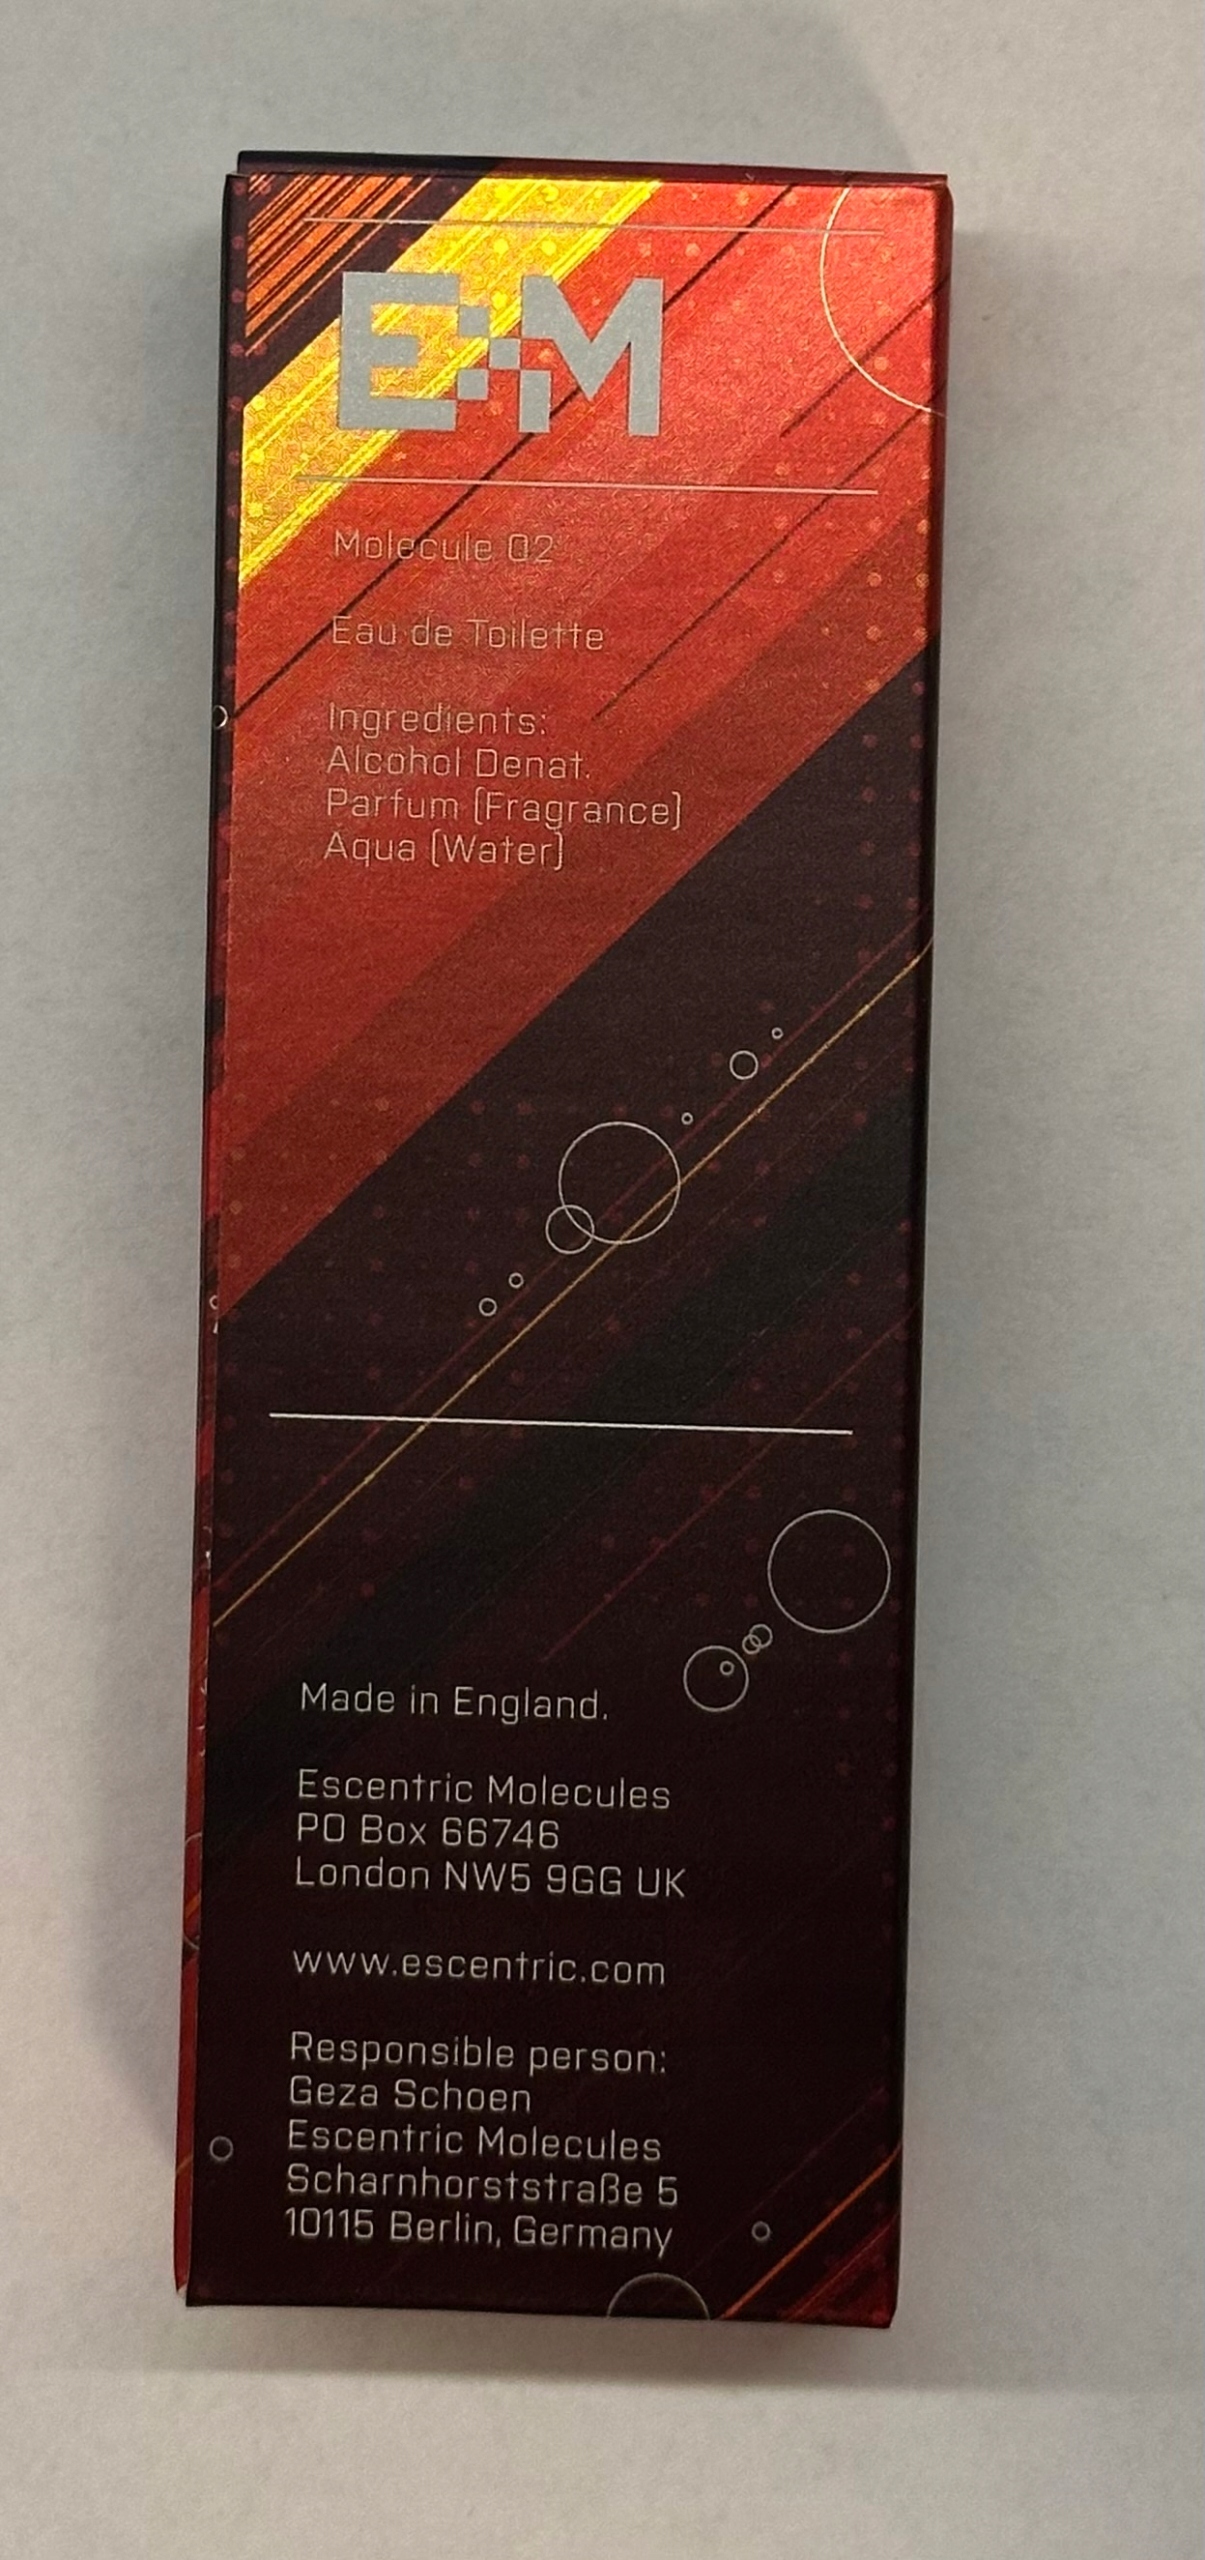 E:M
Molecule 02
Eau de Toilette
Ingredients:
Alcohol Denat.
Parfum (Fragrance)
Aqua (Water)
Made in England.
Escentric Molecules
PO Box 66746
London NW5 9GG UK
www.escentric.com
Responsible person:
Geza Schoen
Escentric Molecules
Scharnhorststraße 5
10115 Berlin, Germany